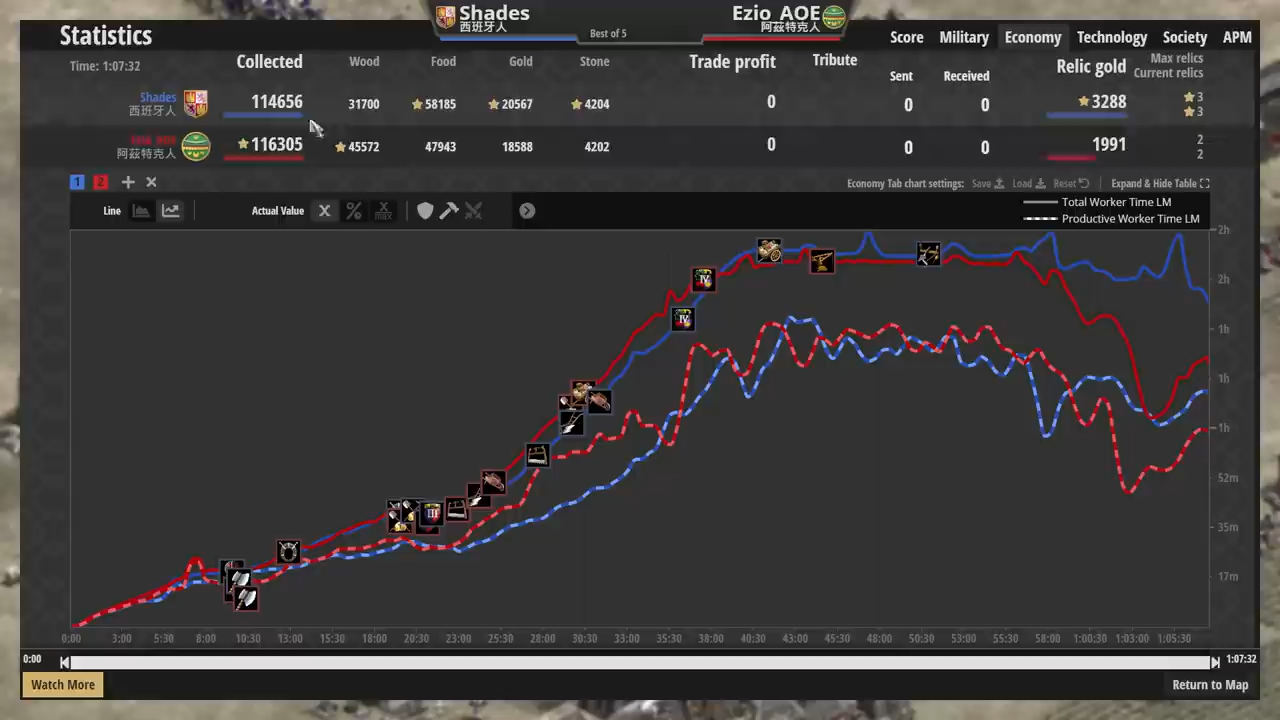 Shades
西班牙人
Best of 5
Ezio_AOE
阿茲特克人
Statistics
Score Military Economy Technology Society APM
Time: 1:07:32
Collected Wood Food Gold Stone Trade profit Tribute Sent Received Relic gold Max relics Current relics
Shades
西班牙人
114656 31700 58185 20567 4204 0 0 0 3288 3 3
阿茲特克人
116305 45572 47943 18588 4202 0 0 0 1991 2 2
1 2
Economy Tab chart settings: Save Load Reset Expand & Hide Table
Line Actual Value X % X max
Total Worker Time LM
Productive Worker Time LM
2h
2h
1h
1h
1h
52m
35m
17m
IV
IV
III
0:00 3:00 5:30 8:00 10:30 13:00 15:30 18:00 20:30 23:00 25:30 28:00 30:30 33:00 35:30 38:00 40:30 43:00 45:30 48:00 50:30 53:00 55:30 58:00 1:00:30 1:03:00 1:05:30
0:00 1:07:32
Watch More Return to Map